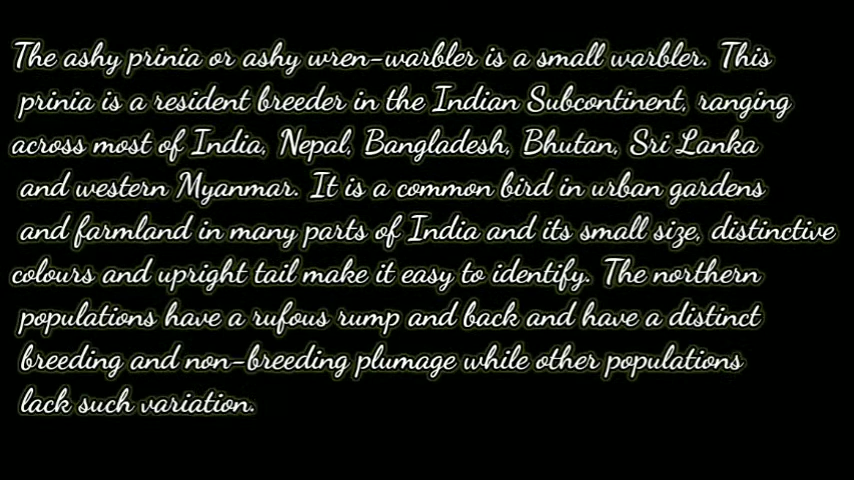 The ashy prinia or ashy wren-warbler is a small warbler. This
prinia is a resident breeder in the Indian Subcontinent, ranging
across most of India, Nepal, Bangladesh, Bhutan, Sri Lanka
and western Myanmar. It is a common bird in urban gardens
and farmland in many parts of India and its small size, distinctive
colours and upright tail make it easy to identify. The northern
populations have a rufous rump and back and have a distinct
breeding and non-breeding plumage while other populations
lack such variation.